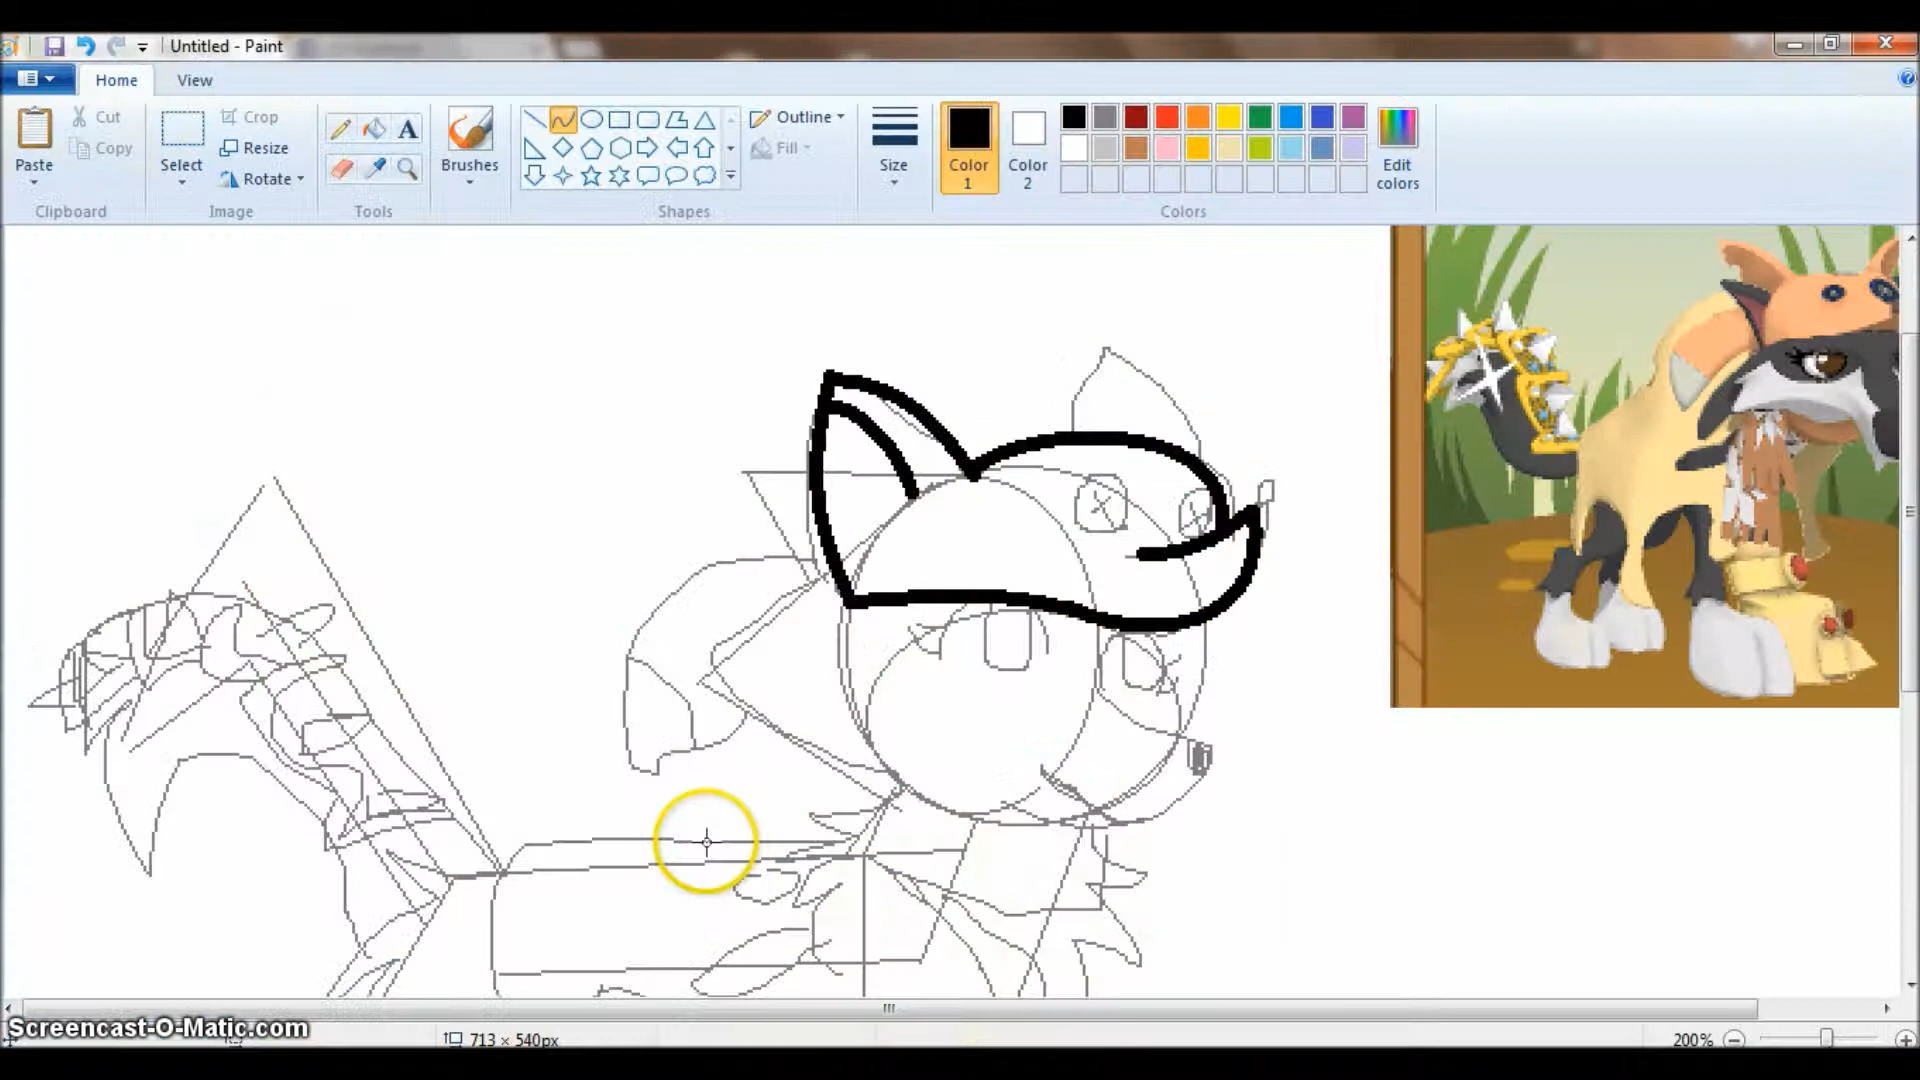 Untitled - Paint
Home View
Paste
Cut
Copy
Clipboard
Select
Crop
Resize
Rotate
Image
A
Tools
Brushes
Outline
Fill
Shapes
Size
Color 1
Color 2
Edit colors
Colors
Screencast-O-Matic.com
713 × 540px
200%